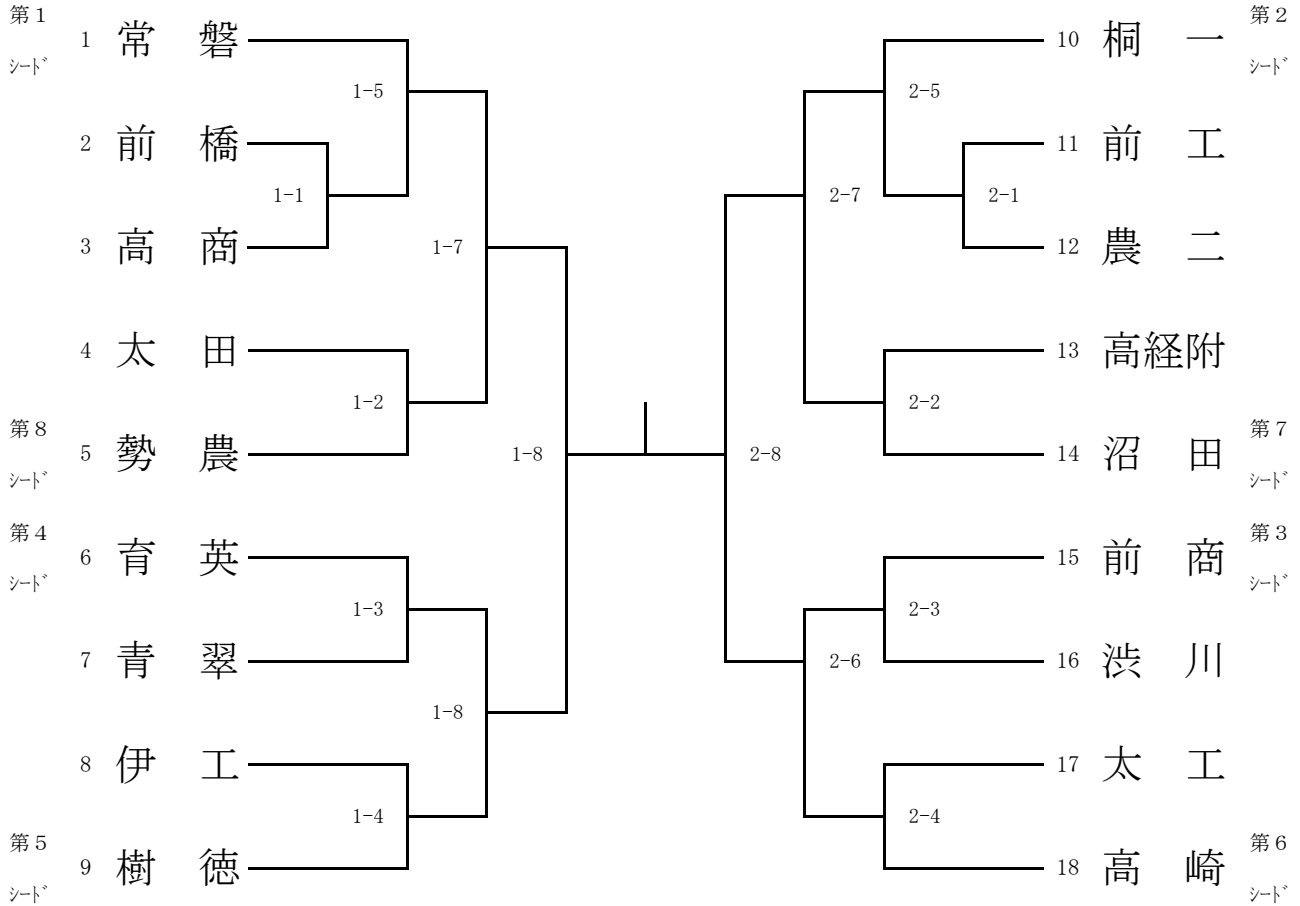 第１
シード
1 常　磐
1-5
2 前　橋
1-1
3 高　商
1-7
4 太　田
1-2
第８
シード
5 勢　農
1-8
第４
シード
6 育　英
1-3
7 青　翠
1-8
8 伊　工
1-4
第５
シード
9 樹　徳
10 桐　一
第２
シード
2-5
11 前　工
2-1
2-7
12 農　二
13 高経附
2-2
2-8
14 沼　田
第７
シード
15 前　商
第３
シード
2-3
2-6
16 渋　川
17 太　工
2-4
18 高　崎
第６
シード